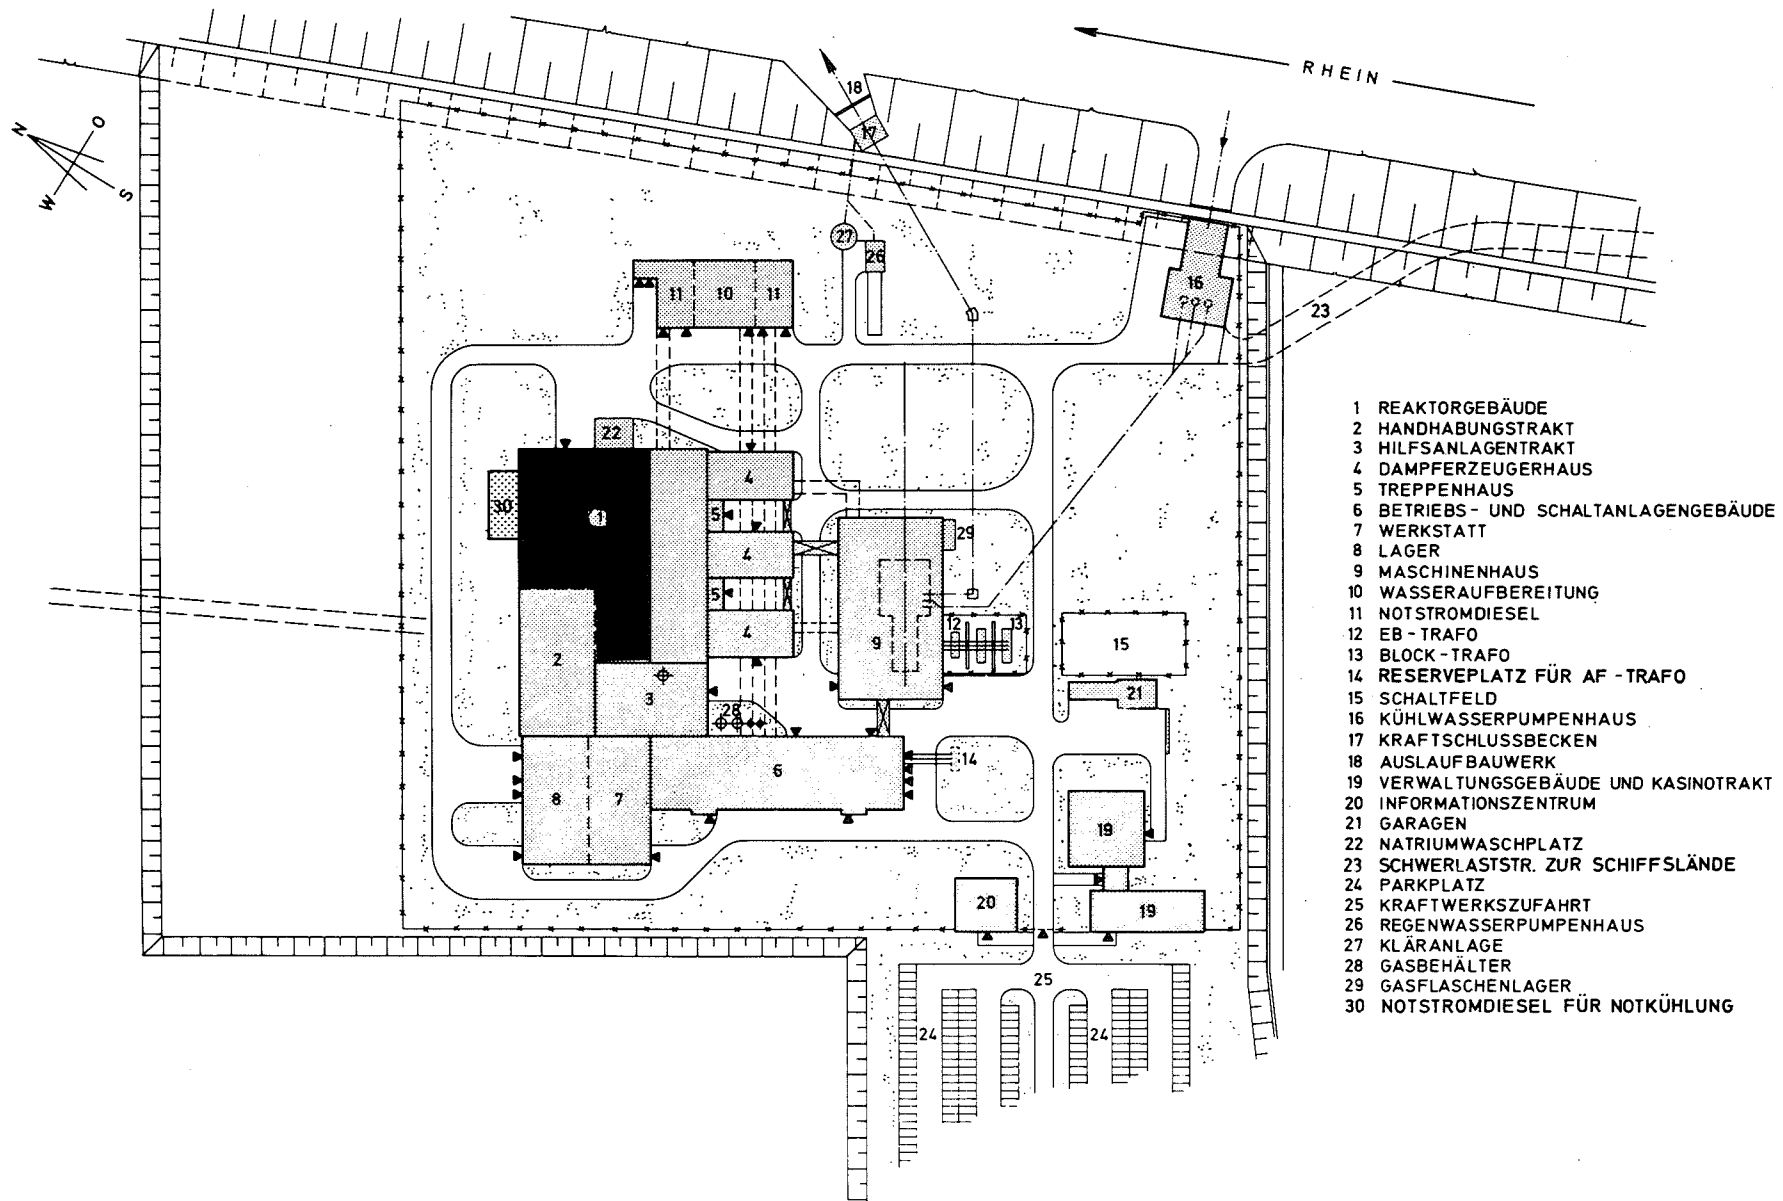 RHEIN
18
17
N
O
W
S
27
26
16
23
11
10
11
22
4
30
1
5
29
4
5
4
12
13
9
15
2
3
21
28
14
6
8
7
19
20
19
25
24
24
1 REAKTORGEBÄUDE
2 HANDHABUNGSTRAKT
3 HILFSANLAGENTRAKT
4 DAMPFERZEUGERHAUS
5 TREPPENHAUS
6 BETRIEBS- UND SCHALTANLAGENGEBÄUDE
7 WERKSTATT
8 LAGER
9 MASCHINENHAUS
10 WASSERAUFBEREITUNG
11 NOTSTROMDIESEL
12 EB-TRAFO
13 BLOCK-TRAFO
14 RESERVEPLATZ FÜR AF-TRAFO
15 SCHALTFELD
16 KÜHLWASSERPUMPENHAUS
17 KRAFTSCHLUSSBECKEN
18 AUSLAUFBAUWERK
19 VERWALTUNGSGEBÄUDE UND KASINOTRAKT
20 INFORMATIONSZENTRUM
21 GARAGEN
22 NATRIUMWASCHPLATZ
23 SCHWERLASTSTR. ZUR SCHIFFSLÄNDE
24 PARKPLATZ
25 KRAFTWERKSZUFAHRT
26 REGENWASSERPUMPENHAUS
27 KLÄRANLAGE
28 GASBEHÄLTER
29 GASFLASCHENLAGER
30 NOTSTROMDIESEL FÜR NOTKÜHLUNG